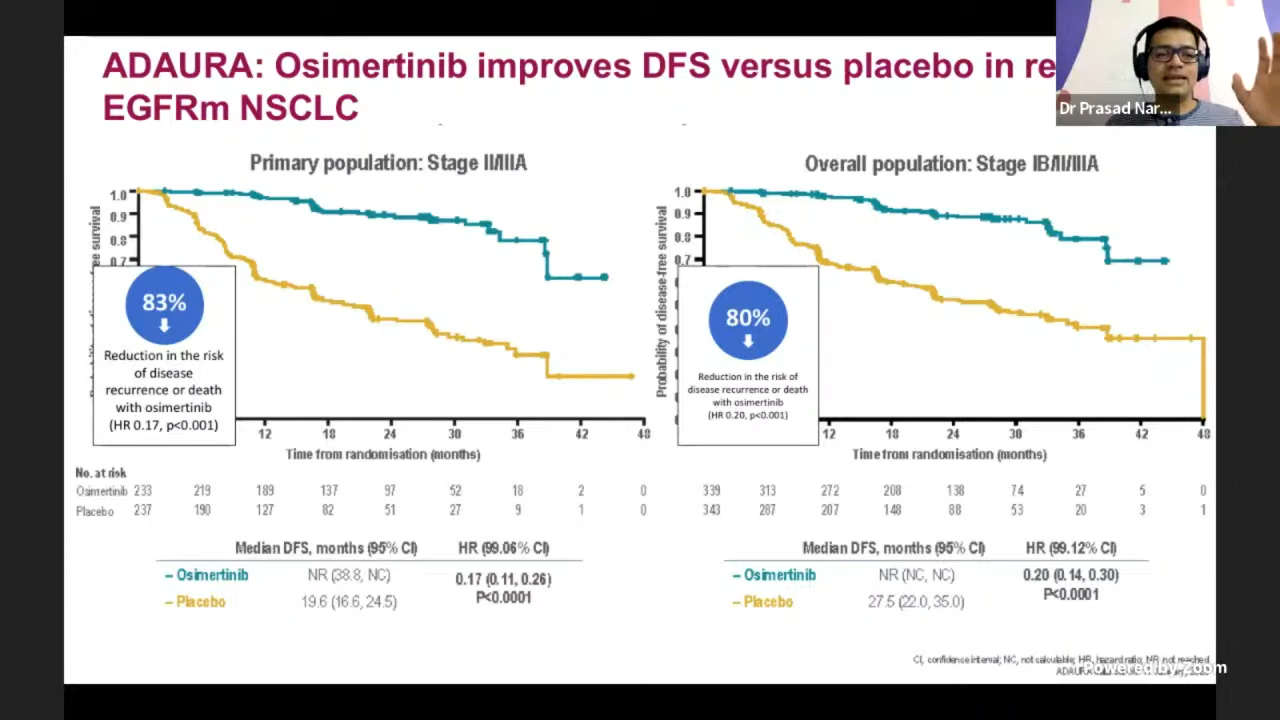 ADAURA: Osimertinib improves DFS versus placebo in re
EGFRm NSCLC
Dr Prasad Nar...
Primary population: Stage II/IIIA
1.0
0.9
0.8
0.7
ee survival
83%
Reduction in the risk
of disease
recurrence or death
with osimertinib
(HR 0.17, p<0.001)
12 18 24 30 36 42 48
Time from randomisation (months)
Overall population: Stage IB/II/IIIA
1.0
0.9
0.8
0.7
Probability of disease-free survival
80%
Reduction in the risk of
disease recurrence or death
with osimertinib
(HR 0.20, p<0.001)
12 18 24 30 36 42 48
Time from randomisation (months)
No. at risk
Osimertinib 233 219 189 137 97 52 18 2 0
Placebo 237 190 127 82 51 27 9 1 0
339 313 272 208 138 74 27 5 0
343 287 207 148 88 53 20 3 1
Median DFS, months (95% CI) HR (99.06% CI)
– Osimertinib NR (38.8, NC) 0.17 (0.11, 0.26)
P<0.0001
– Placebo 19.6 (16.6, 24.5)
Median DFS, months (95% CI) HR (99.12% CI)
– Osimertinib NR (NC, NC) 0.20 (0.14, 0.30)
P<0.0001
– Placebo 27.5 (22.0, 35.0)
CI, confidence interval; NC, not calculable; HR, hazard ratio; NR not reached
ADAURA
Powered by Zoom